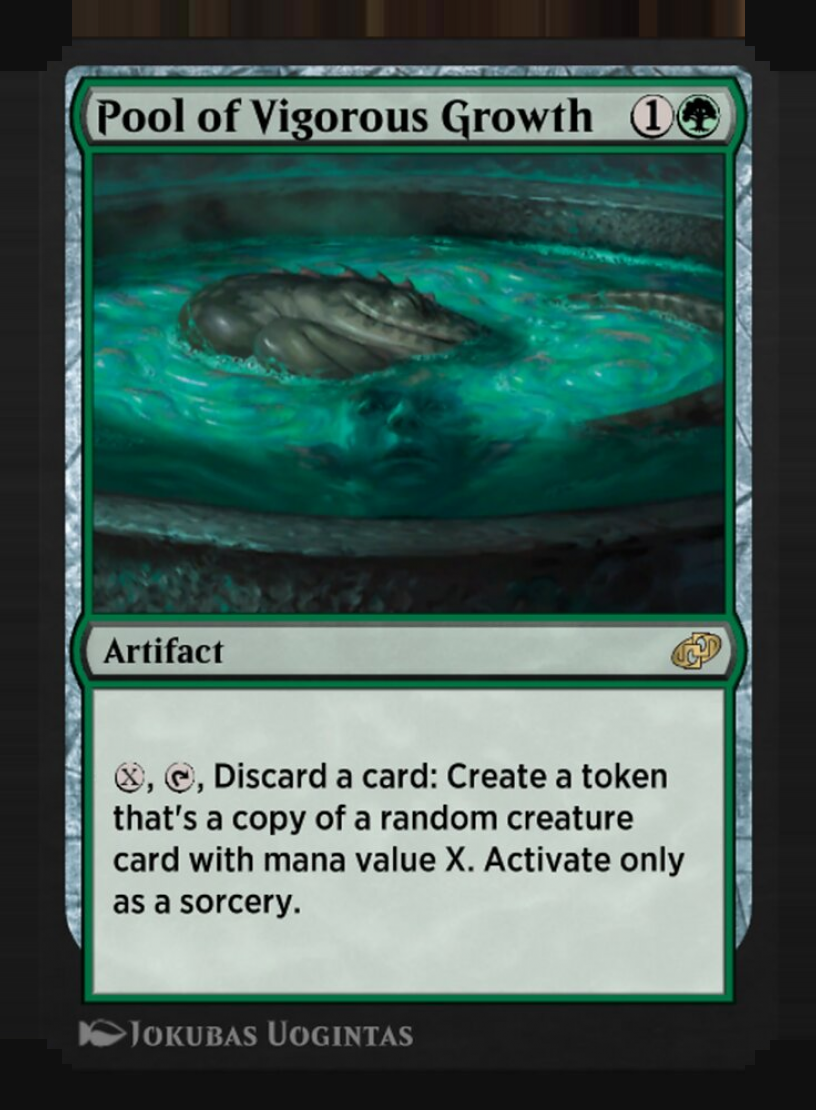 Pool of Vigorous Growth 1
Artifact
X, , Discard a card: Create a token
that's a copy of a random creature
card with mana value X. Activate only
as a sorcery.
Jokubas Uogintas